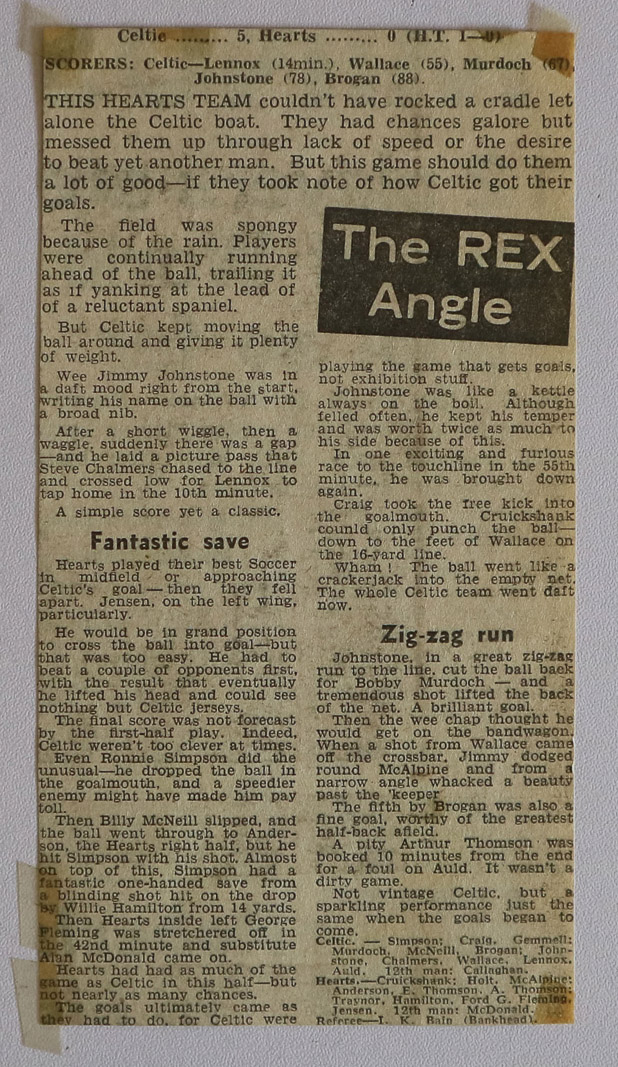 Celtic ......... 5, Hearts ......... 0 (H.T. 1—0)
SCORERS: Celtic—Lennox (14min.), Wallace (55), Murdoch (67),
Johnstone (78), Brogan (88).
THIS HEARTS TEAM couldn't have rocked a cradle let
alone the Celtic boat. They had chances galore but
messed them up through lack of speed or the desire
to beat yet another man. But this game should do them
a lot of good—if they took note of how Celtic got their
goals.
The field was spongy
because of the rain. Players
were continually running
ahead of the ball, trailing it
as if yanking at the lead of
of a reluctant spaniel.
But Celtic kept moving the
ball around and giving it plenty
of weight.
Wee Jimmy Johnstone was in
a daft mood right from the start,
writing his name on the ball with
a broad nib.
After a short wiggle, then a
waggle, suddenly there was a gap
—and he laid a picture pass that
Steve Chalmers chased to the line
and crossed low for Lennox to
tap home in the 10th minute.
A simple score yet a classic.
Fantastic save
Hearts played their best Soccer
in midfield or approaching
Celtic's goal—then they fell
apart. Jensen, on the left wing,
particularly.
He would be in grand position
to cross the ball into goal—but
that was too easy. He had to
beat a couple of opponents first,
with the result that eventually
he lifted his head and could see
nothing but Celtic jerseys.
The final score was not forecast
by the first-half play. Indeed,
Celtic weren't too clever at times.
Even Ronnie Simpson did the
unusual—he dropped the ball in
the goalmouth, and a speedier
enemy might have made him pay
toll.
Then Billy McNeill slipped, and
the ball went through to Ander-
son, the Hearts right half, but he
hit Simpson with his shot. Almost
on top of this, Simpson had a
fantastic one-handed save from
a blinding shot hit on the drop
by Willie Hamilton from 14 yards.
Then Hearts inside left George
Fleming was stretchered off in
the 42nd minute and substitute
Alan McDonald came on.
Hearts had had as much of the
game as Celtic in this half—but
not nearly as many chances.
The goals ultimately came as
they had to do, for Celtic were
The REX
Angle
playing the game that gets goals,
not exhibition stuff.
Johnstone was like a kettle
always on the boil. Although
felled often, he kept his temper
and was worth twice as much to
his side because of this.
In one exciting and furious
race to the touchline in the 55th
minute, he was brought down
again.
Craig took the free kick into
the goalmouth. Cruickshank
counld only punch the ball—
down to the feet of Wallace on
the 16-yard line.
Wham! The ball went like a
crackerjack into the empty net.
The whole Celtic team went daft
now.
Zig-zag run
Johnstone, in a great zig-zag
run to the line, cut the ball back
for Bobby Murdoch — and a
tremendous shot lifted the back
of the net. A brilliant goal.
Then the wee chap thought he
would get on the bandwagon.
When a shot from Wallace came
off the crossbar, Jimmy dodged
round McAlpine and from a
narrow angle whacked a beauty
past the 'keeper
The fifth by Brogan was also a
fine goal, worthy of the greatest
half-back afield.
A pity Arthur Thomson was
booked 10 minutes from the end
for a foul on Auld. It wasn't a
dirty game.
Not vintage Celtic, but a
sparkling performance just the
same when the goals began to
come.
Celtic. — Simpson; Craig, Gemmell;
Murdoch, McNeill, Brogan; John-
stone, Chalmers, Wallace, Lennox,
Auld. 12th man: Callaghan.
Hearts.—Cruickshank; Holt, McAlpine;
Anderson, E. Thomson, A. Thomson;
Traynor, Hamilton, Ford G. Fleming,
Jensen. 12th man: McDonald.
Referee—I. K. Bain (Bankhead).